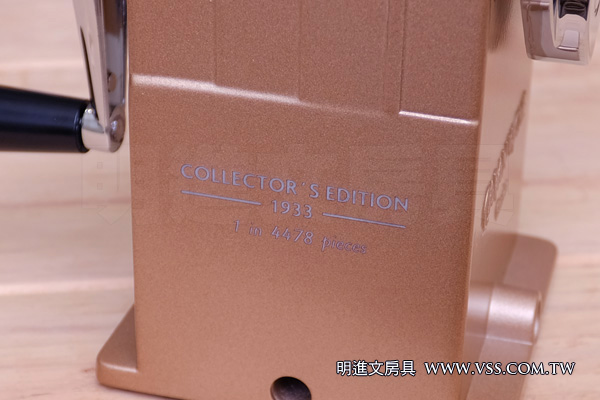 COLLECTOR'S EDITION
1933
1 in 4478 pieces
明進文房具 WWW.VSS.COM.TW